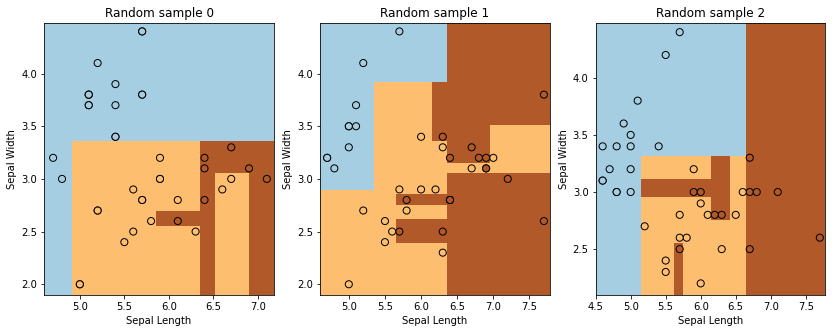 Random sample 0
4.0
3.5
3.0
2.5
2.0
Sepal Width
5.0 5.5 6.0 6.5 7.0
Sepal Length
Random sample 1
4.0
3.5
3.0
2.5
2.0
Sepal Width
5.0 5.5 6.0 6.5 7.0 7.5
Sepal Length
Random sample 2
4.0
3.5
3.0
2.5
Sepal Width
4.5 5.0 5.5 6.0 6.5 7.0 7.5
Sepal Length